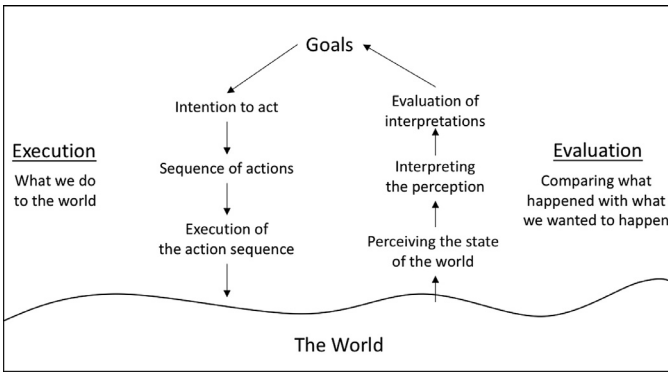 Goals
Intention to act
Sequence of actions
Execution of
the action sequence
Evaluation of
interpretations
Interpreting
the perception
Perceiving the state
of the world
Execution
What we do
to the world
Evaluation
Comparing what
happened with what
we wanted to happen
The World